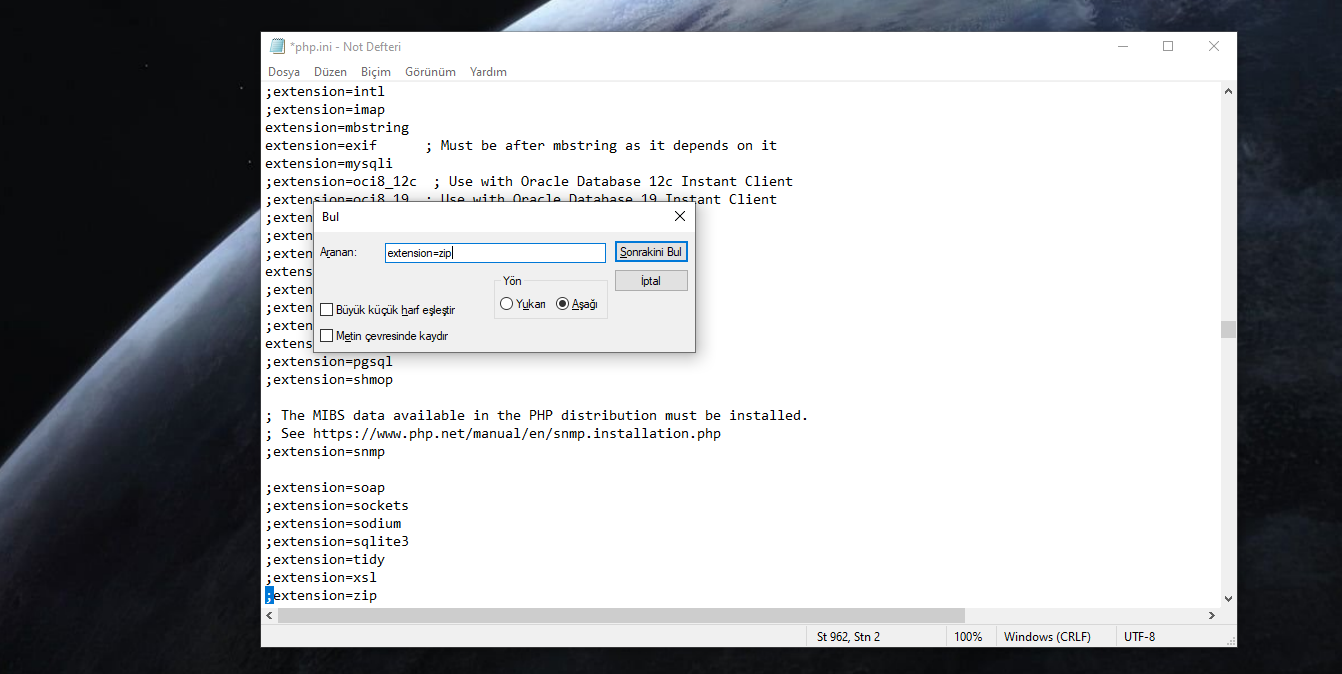 *php.ini - Not Defteri
Dosya Düzen Biçim Görünüm Yardım
;extension=intl
;extension=imap
extension=mbstring
extension=exif      ; Must be after mbstring as it depends on it
extension=mysqli
;extension=oci8_12c  ; Use with Oracle Database 12c Instant Client
;extension=oci8_19  ; Use with Oracle Database 19 Instant Client
;exten
;exten
;exten
extens
;exten
;exten
;exten
extens
Bul
Aranan: extension=zip Sonrakini Bul
Yön İptal
Yukarı Aşağı
Büyük küçük harf eşleştir
Metin çevresinde kaydır
;extension=pgsql
;extension=shmop
; The MIBS data available in the PHP distribution must be installed.
; See https://www.php.net/manual/en/snmp.installation.php
;extension=snmp
;extension=soap
;extension=sockets
;extension=sodium
;extension=sqlite3
;extension=tidy
;extension=xsl
;extension=zip
St 962, Stn 2 100% Windows (CRLF) UTF-8